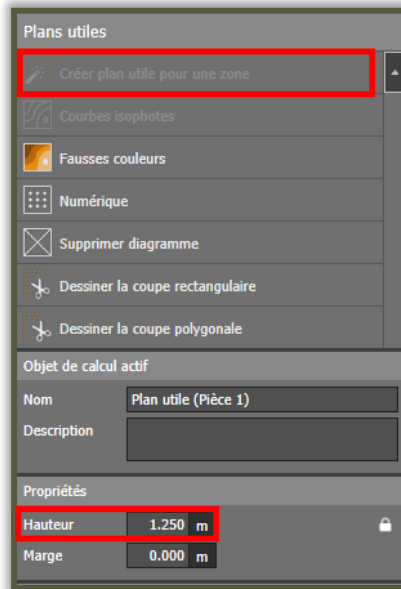 Plans utiles
Créer plan utile pour une zone
Courbes isophotes
Fausses couleurs
Numérique
Supprimer diagramme
Dessiner la coupe rectangulaire
Dessiner la coupe polygonale
Objet de calcul actif
Nom Plan utile (Pièce 1)
Description
Propriétés
Hauteur 1.250 m
Marge 0.000 m